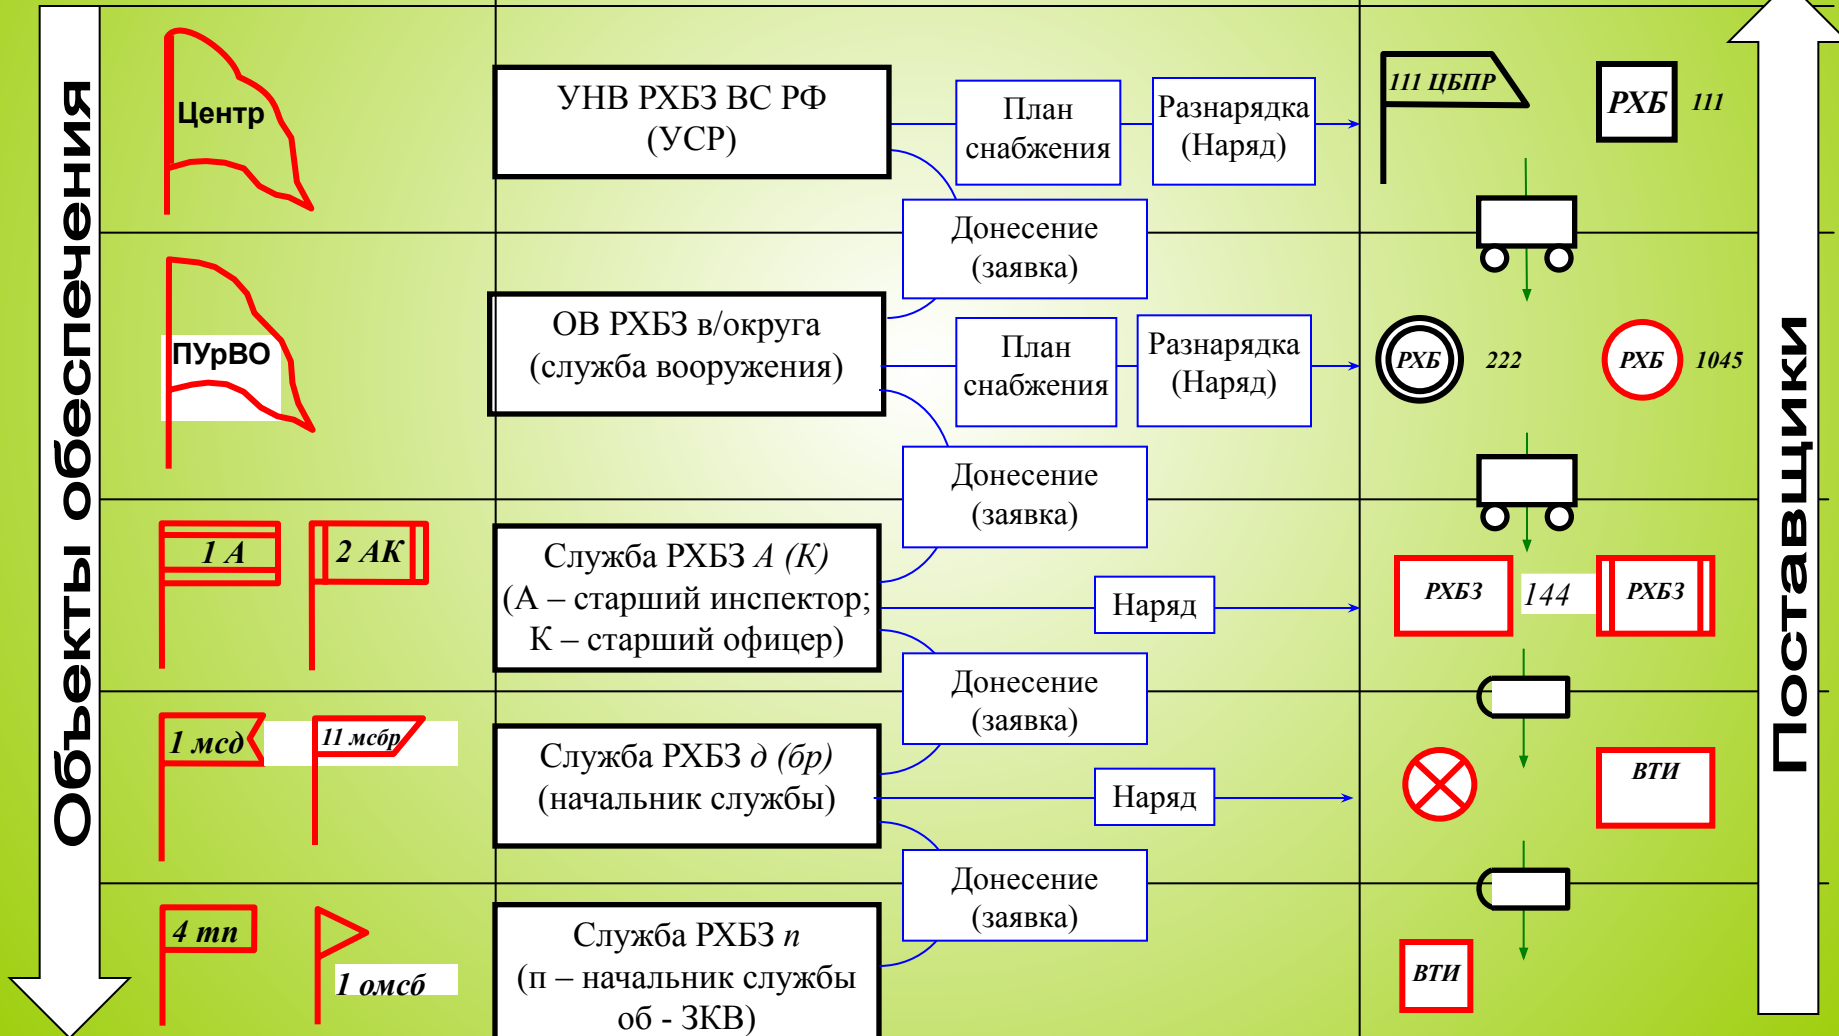 Объекты обеспечения
Центр
УНВ РХБЗ ВС РФ
(УСР)
План
снабжения
Разнарядка
(Наряд)
111 ЦБПР
РХБ
111
Донесение
(заявка)
ПУрВО
ОВ РХБЗ в/округа
(служба вооружения)
План
снабжения
Разнарядка
(Наряд)
РХБ
222
РХБ
1045
Донесение
(заявка)
1 А
2 АК
Служба РХБЗ А (К)
(А – старший инспектор;
К – старший офицер)
Наряд
РХБЗ
144
РХБЗ
Донесение
(заявка)
1 мсд
11 мсбр
Служба РХБЗ д (бр)
(начальник службы)
Наряд
ВТИ
Донесение
(заявка)
4 тп
1 омсб
Служба РХБЗ п
(п – начальник службы
об - ЗКВ)
ВТИ
Поставщики